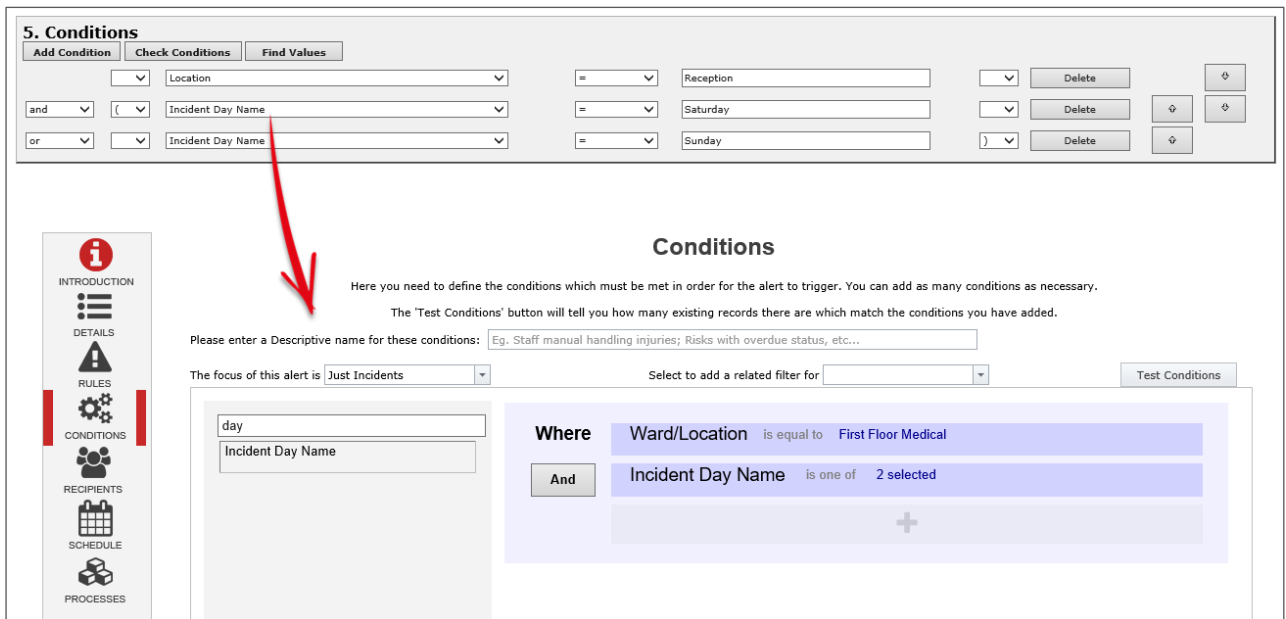 5. Conditions
Add Condition Check Conditions Find Values
Location = Reception Delete
and ( Incident Day Name = Saturday Delete
or Incident Day Name = Sunday ) Delete
Conditions
INTRODUCTION
Here you need to define the conditions which must be met in order for the alert to trigger. You can add as many conditions as necessary.
The 'Test Conditions' button will tell you how many existing records there are which match the conditions you have added.
DETAILS
Please enter a Descriptive name for these conditions: Eg. Staff manual handling injuries; Risks with overdue status, etc...
RULES
The focus of this alert is Just Incidents Select to add a related filter for Test Conditions
CONDITIONS
day
Incident Day Name
Where Ward/Location is equal to First Floor Medical
And Incident Day Name is one of 2 selected
RECIPIENTS
SCHEDULE
PROCESSES